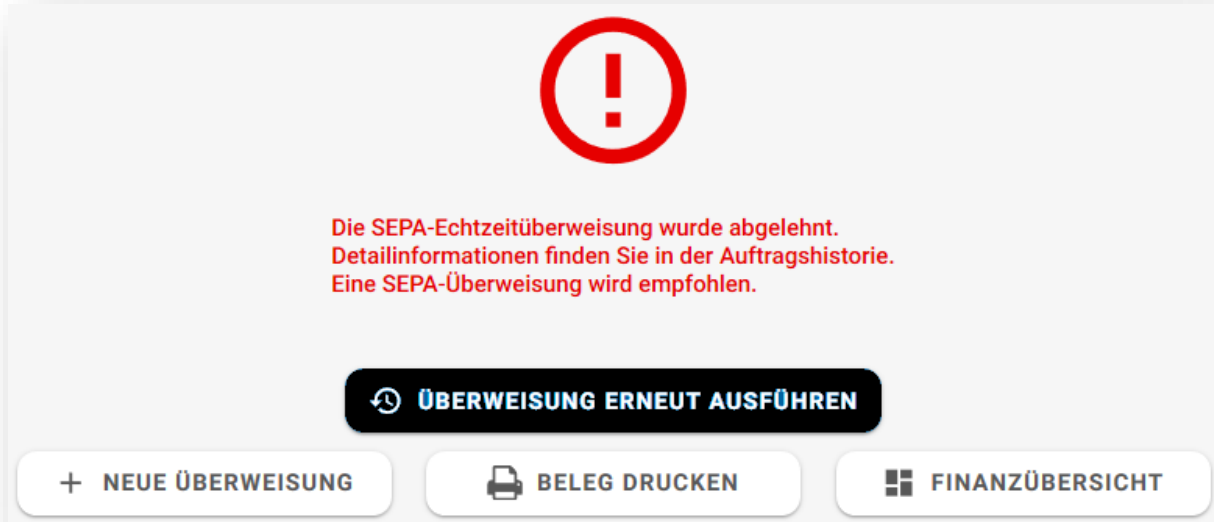 Die SEPA-Echtzeitüberweisung wurde abgelehnt.
Detailinformationen finden Sie in der Auftragshistorie.
Eine SEPA-Überweisung wird empfohlen.
ÜBERWEISUNG ERNEUT AUSFÜHREN
NEUE ÜBERWEISUNG
BELEG DRUCKEN
FINANZÜBERSICHT